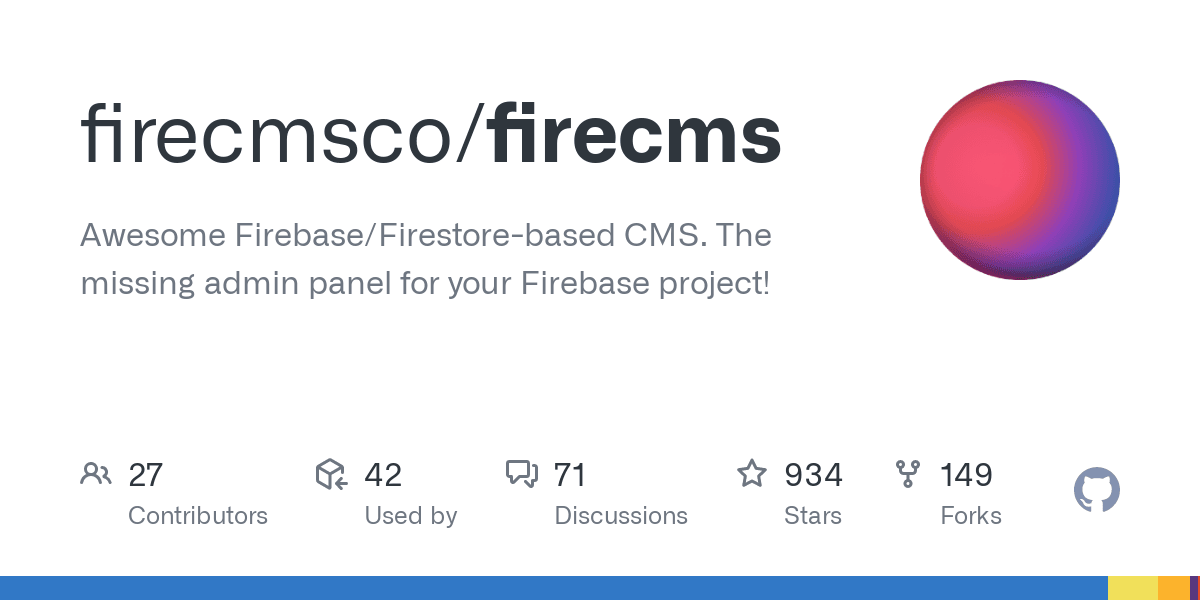 firecmsco/firecms
Awesome Firebase/Firestore-based CMS. The
missing admin panel for your Firebase project!
27 42 71 934 149
Contributors Used by Discussions Stars Forks